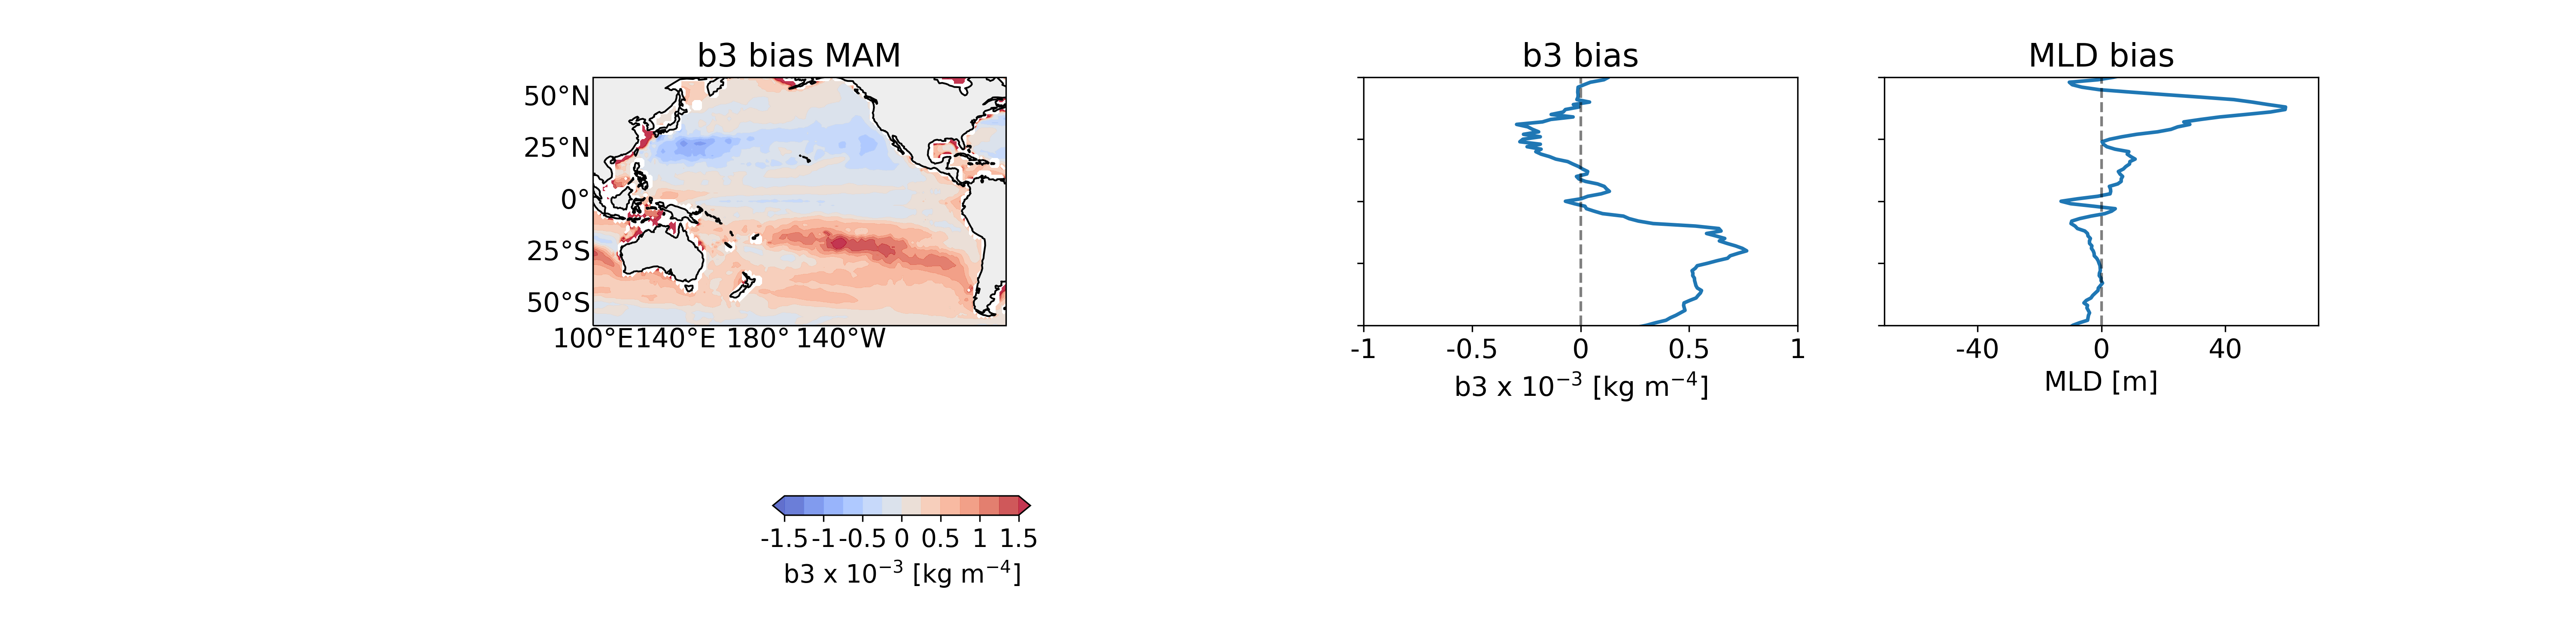 b3 bias MAM
50°N
25°N
0°
25°S
50°S
100°E 140°E 180° 140°W
-1.5 -1 -0.5 0 0.5 1 1.5
b3 x 10⁻³ [kg m⁻⁴]
b3 bias
-1 -0.5 0 0.5 1
b3 x 10⁻³ [kg m⁻⁴]
MLD bias
-40 0 40
MLD [m]